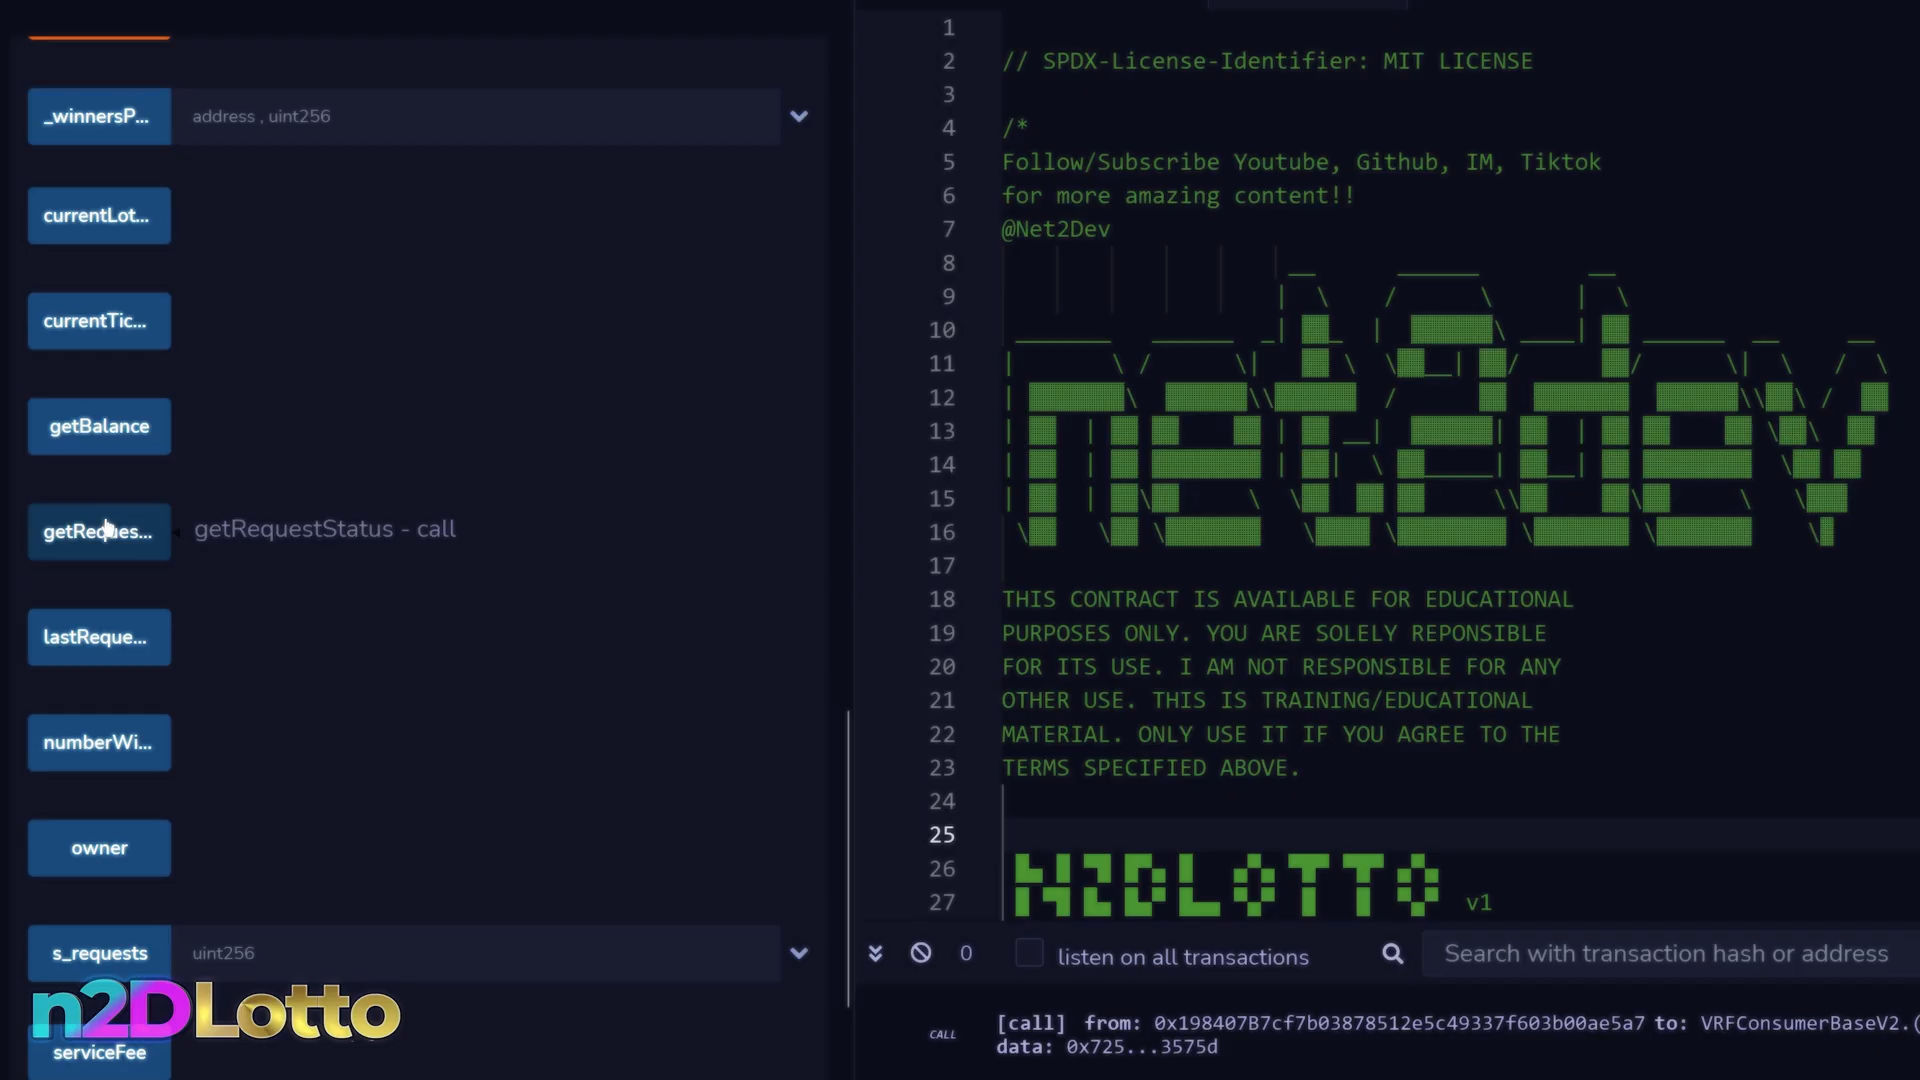 _winnersP...
address , uint256
currentLot...
currentTic...
getBalance
getReques...
getRequestStatus - call
lastReque...
numberWi...
owner
s_requests
uint256
n2DLotto
serviceFee
1
2 // SPDX-License-Identifier: MIT LICENSE
3
4 /*
5 Follow/Subscribe Youtube, Github, IM, Tiktok
6 for more amazing content!!
7 @Net2Dev
8
9
10
11
12
13
14
15
16
net2dev
17
18 THIS CONTRACT IS AVAILABLE FOR EDUCATIONAL
19 PURPOSES ONLY. YOU ARE SOLELY REPONSIBLE
20 FOR ITS USE. I AM NOT RESPONSIBLE FOR ANY
21 OTHER USE. THIS IS TRAINING/EDUCATIONAL
22 MATERIAL. ONLY USE IT IF YOU AGREE TO THE
23 TERMS SPECIFIED ABOVE.
24
25
26
27
N2DLOTTO v1
0
listen on all transactions
Search with transaction hash or address
CALL
[call] from: 0x198407B7cf7b03878512e5c49337f603b00ae5a7 to: VRFConsumerBaseV2.(
data: 0x725...3575d